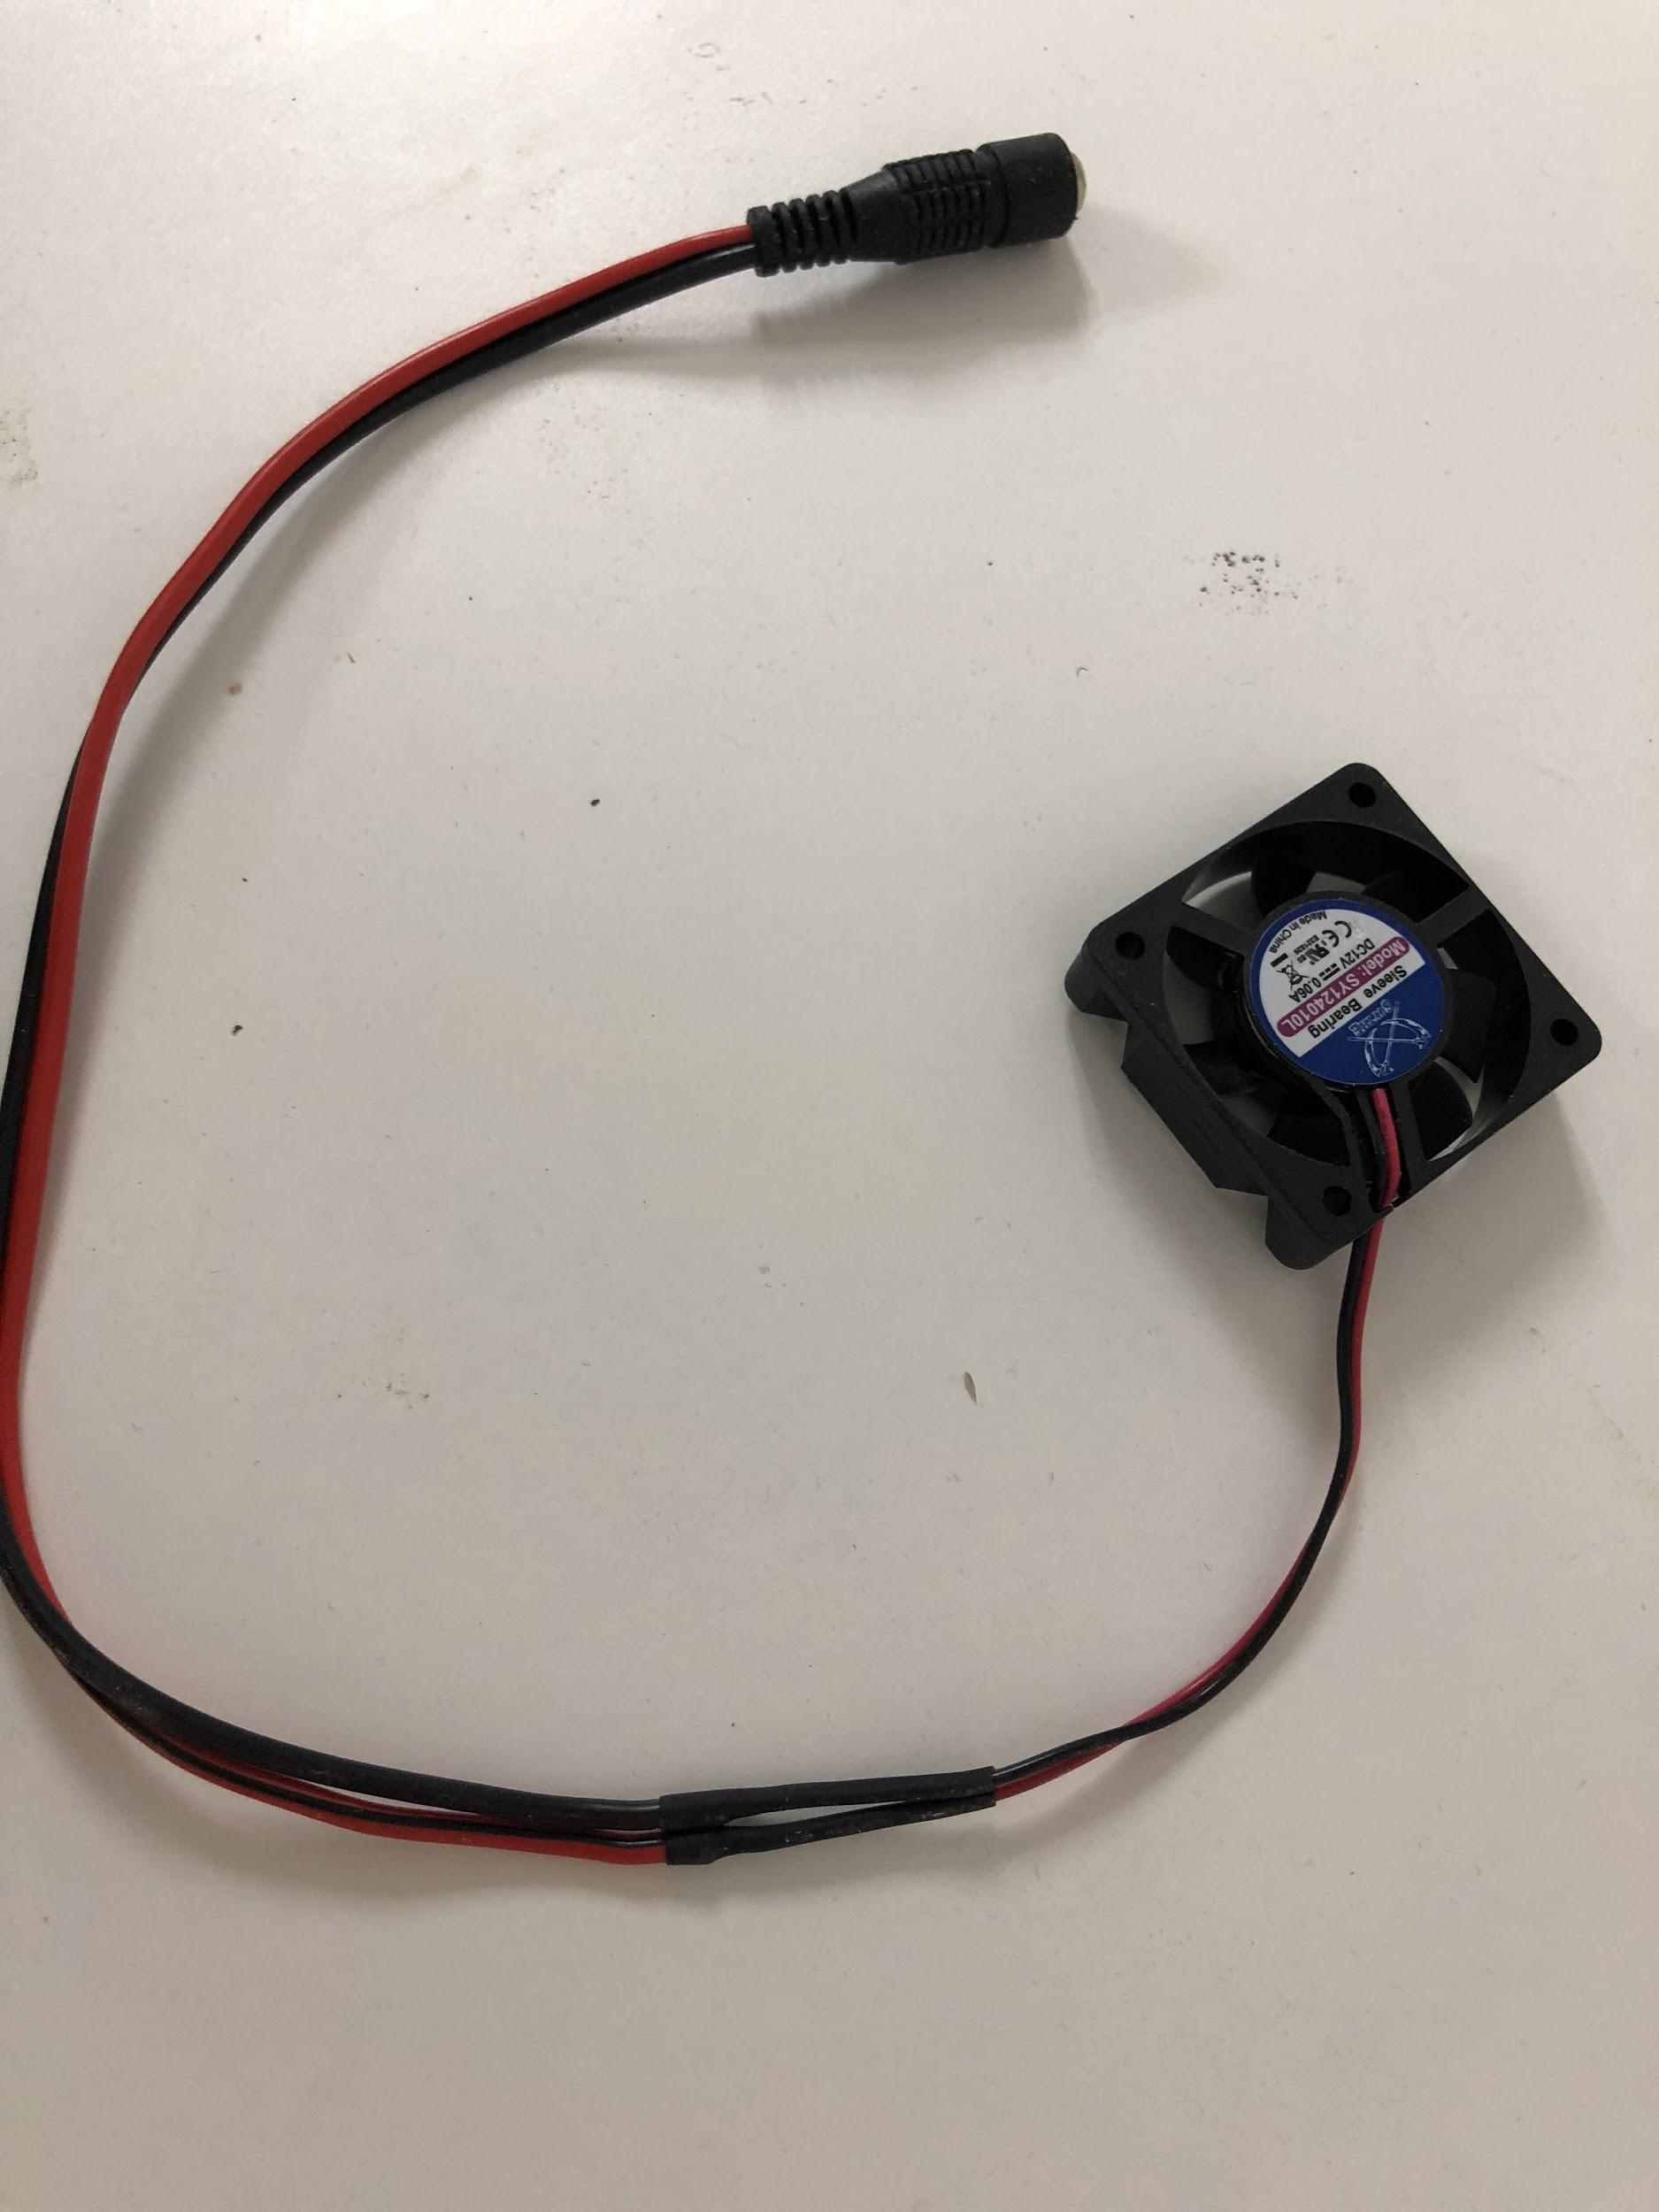 Sleeve Bearing
Model: SY124010L
DC12V 0.06A
Made in China